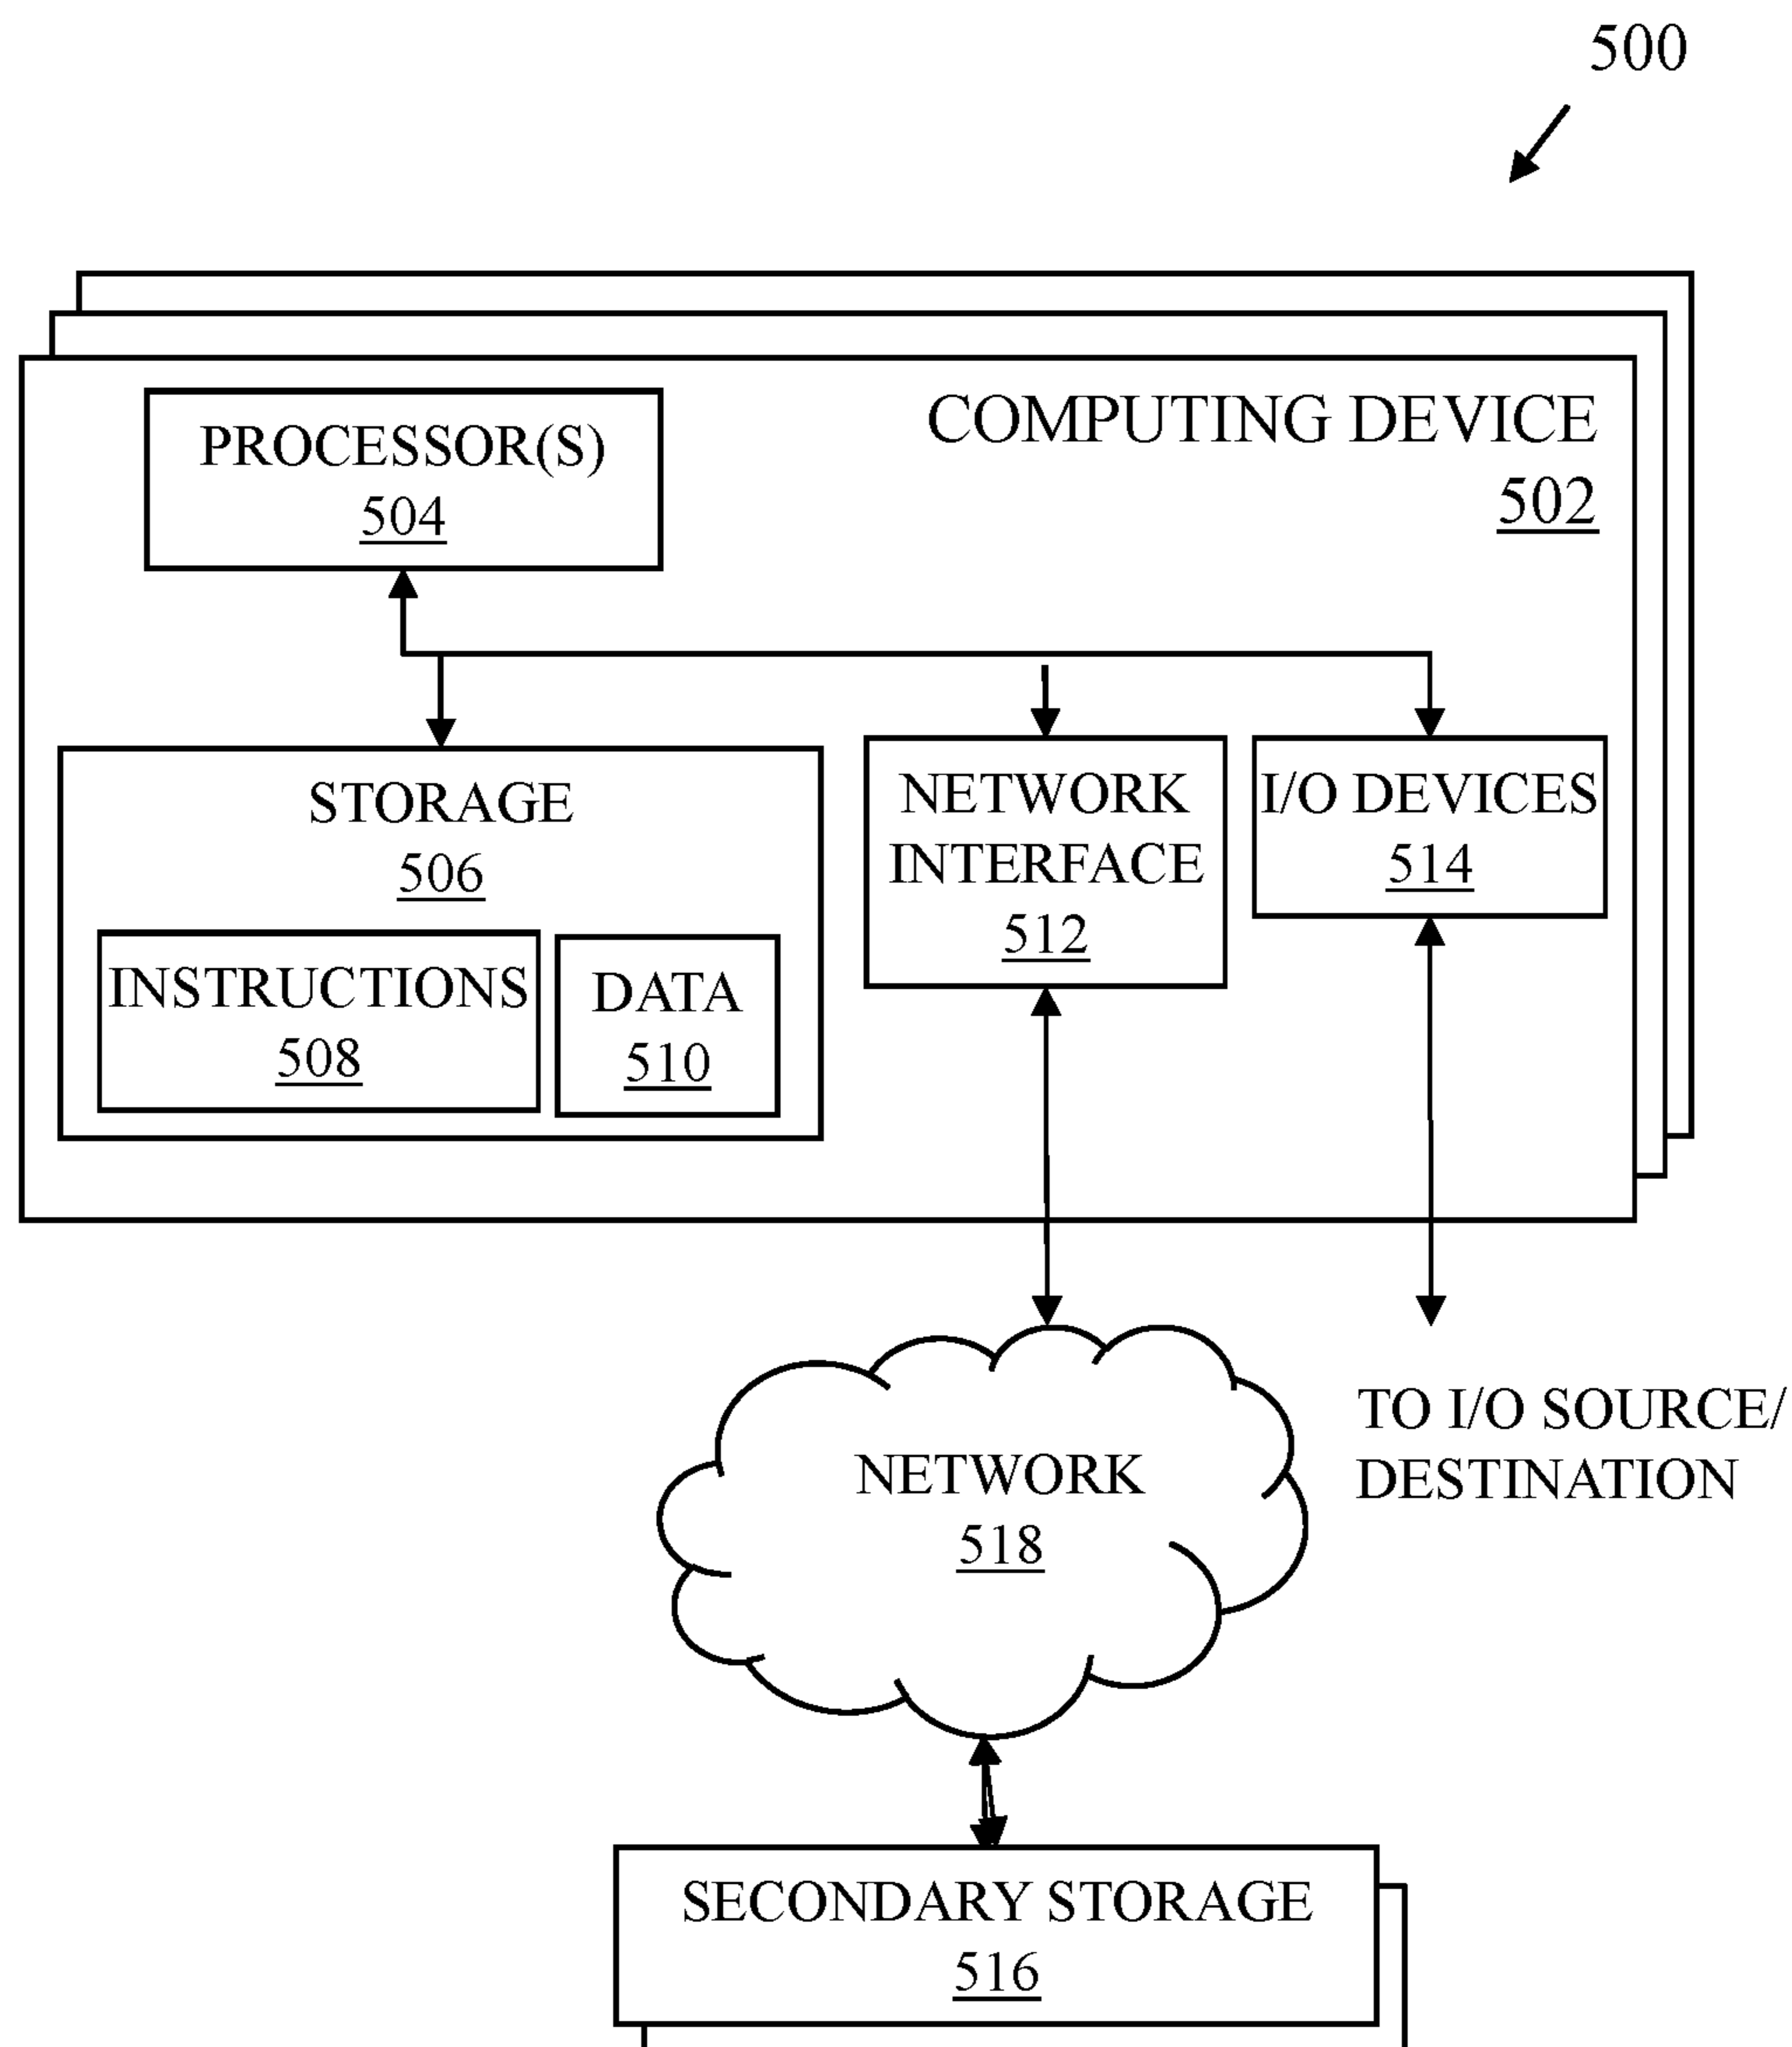 500
COMPUTING DEVICE
502
PROCESSOR(S)
504
STORAGE
506
INSTRUCTIONS
508
DATA
510
NETWORK
INTERFACE
512
I/O DEVICES
514
TO I/O SOURCE/
DESTINATION
NETWORK
518
SECONDARY STORAGE
516